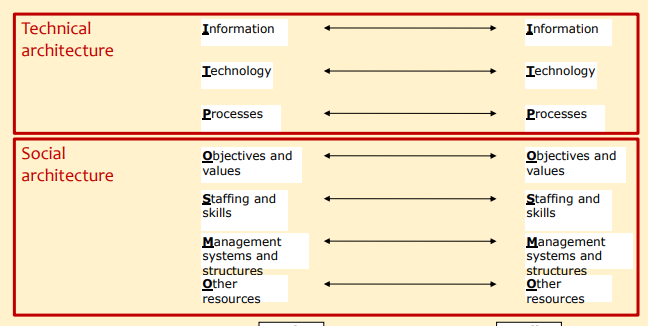 Technical
architecture
Information
Information
Technology
Technology
Processes
Processes
Social
architecture
Objectives and
values
Objectives and
values
Staffing and
skills
Staffing and
skills
Management
systems and
structures
Management
systems and
structures
Other
resources
Other
resources